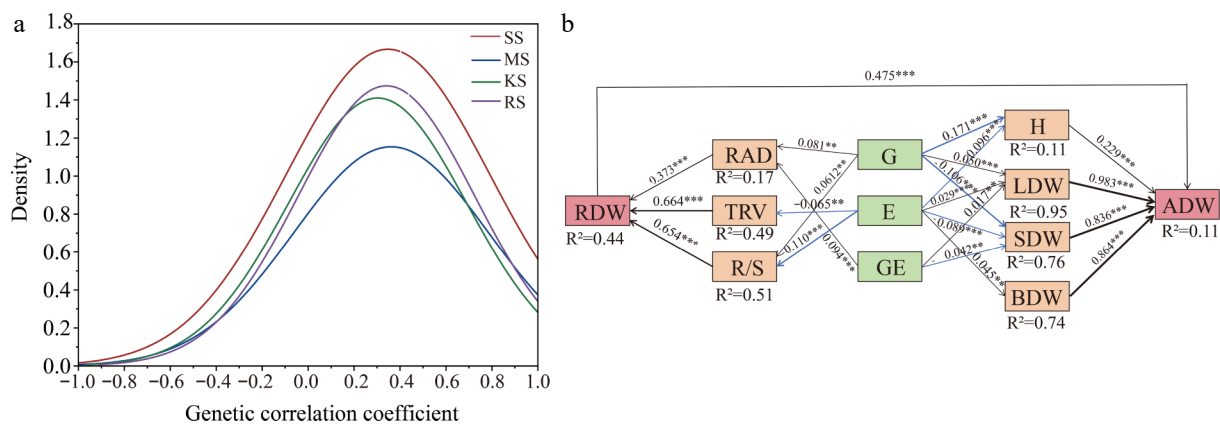 a
1.8
1.6
1.4
1.2
1.0
0.8
0.6
0.4
0.2
0.0
Density
SS
MS
KS
RS
−1.0 −0.8 −0.6 −0.4 −0.2 0.0 0.2 0.4 0.6 0.8 1.0
Genetic correlation coefficient
b
0.475***
RDW
R²=0.44
0.373***
0.664***
0.654***
RAD
R²=0.17
TRV
R²=0.49
R/S
R²=0.51
0.081**
0.0612**
−0.065**
-0.110***
0.094***
G
E
GE
0.171***
0.096***
0.050***
-0.106***
0.029***
0.017**
-0.089***
0.042**
0.045**
H
R²=0.11
LDW
R²=0.95
SDW
R²=0.76
BDW
R²=0.74
0.229***
0.983***
0.836***
0.864***
ADW
R²=0.11